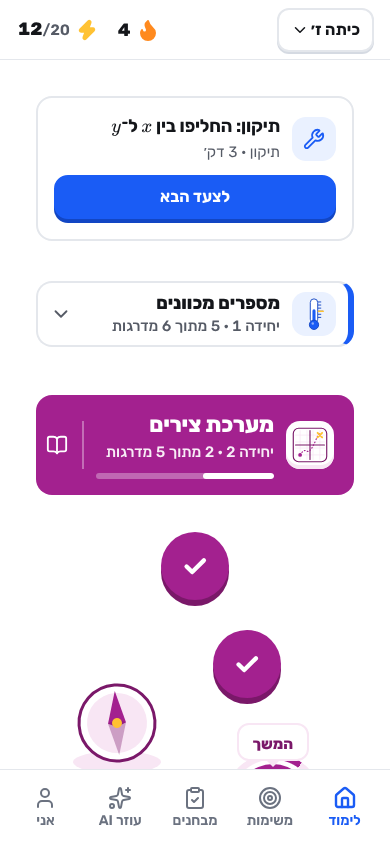 כיתה ז׳
4
12/20
תיקון: החליפו בין x ל־y
תיקון • 3 דק׳
לצעד הבא
מספרים מכוונים
יחידה 1 • 5 מתוך 6 מדרגות
מערכת צירים
יחידה 2 • 2 מתוך 5 מדרגות
המשך
לימוד
משימות
מבחנים
עוזר AI
אני